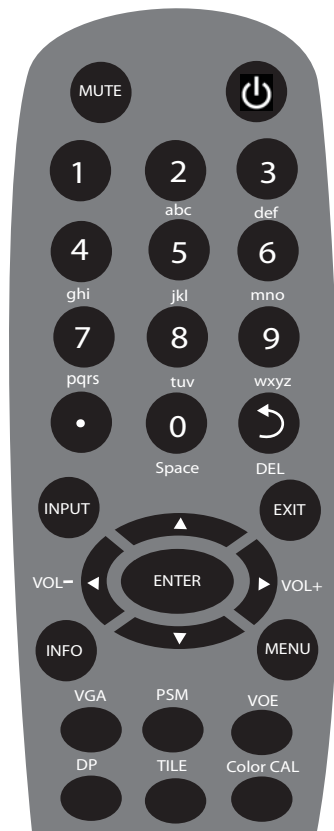 MUTE
1 2 3
abc def
4 5 6
ghi jkl mno
7 8 9
pqrs tuv wxyz
0
Space DEL
INPUT EXIT
VOL- ENTER VOL+
INFO MENU
VGA PSM VOE
DP TILE Color CAL